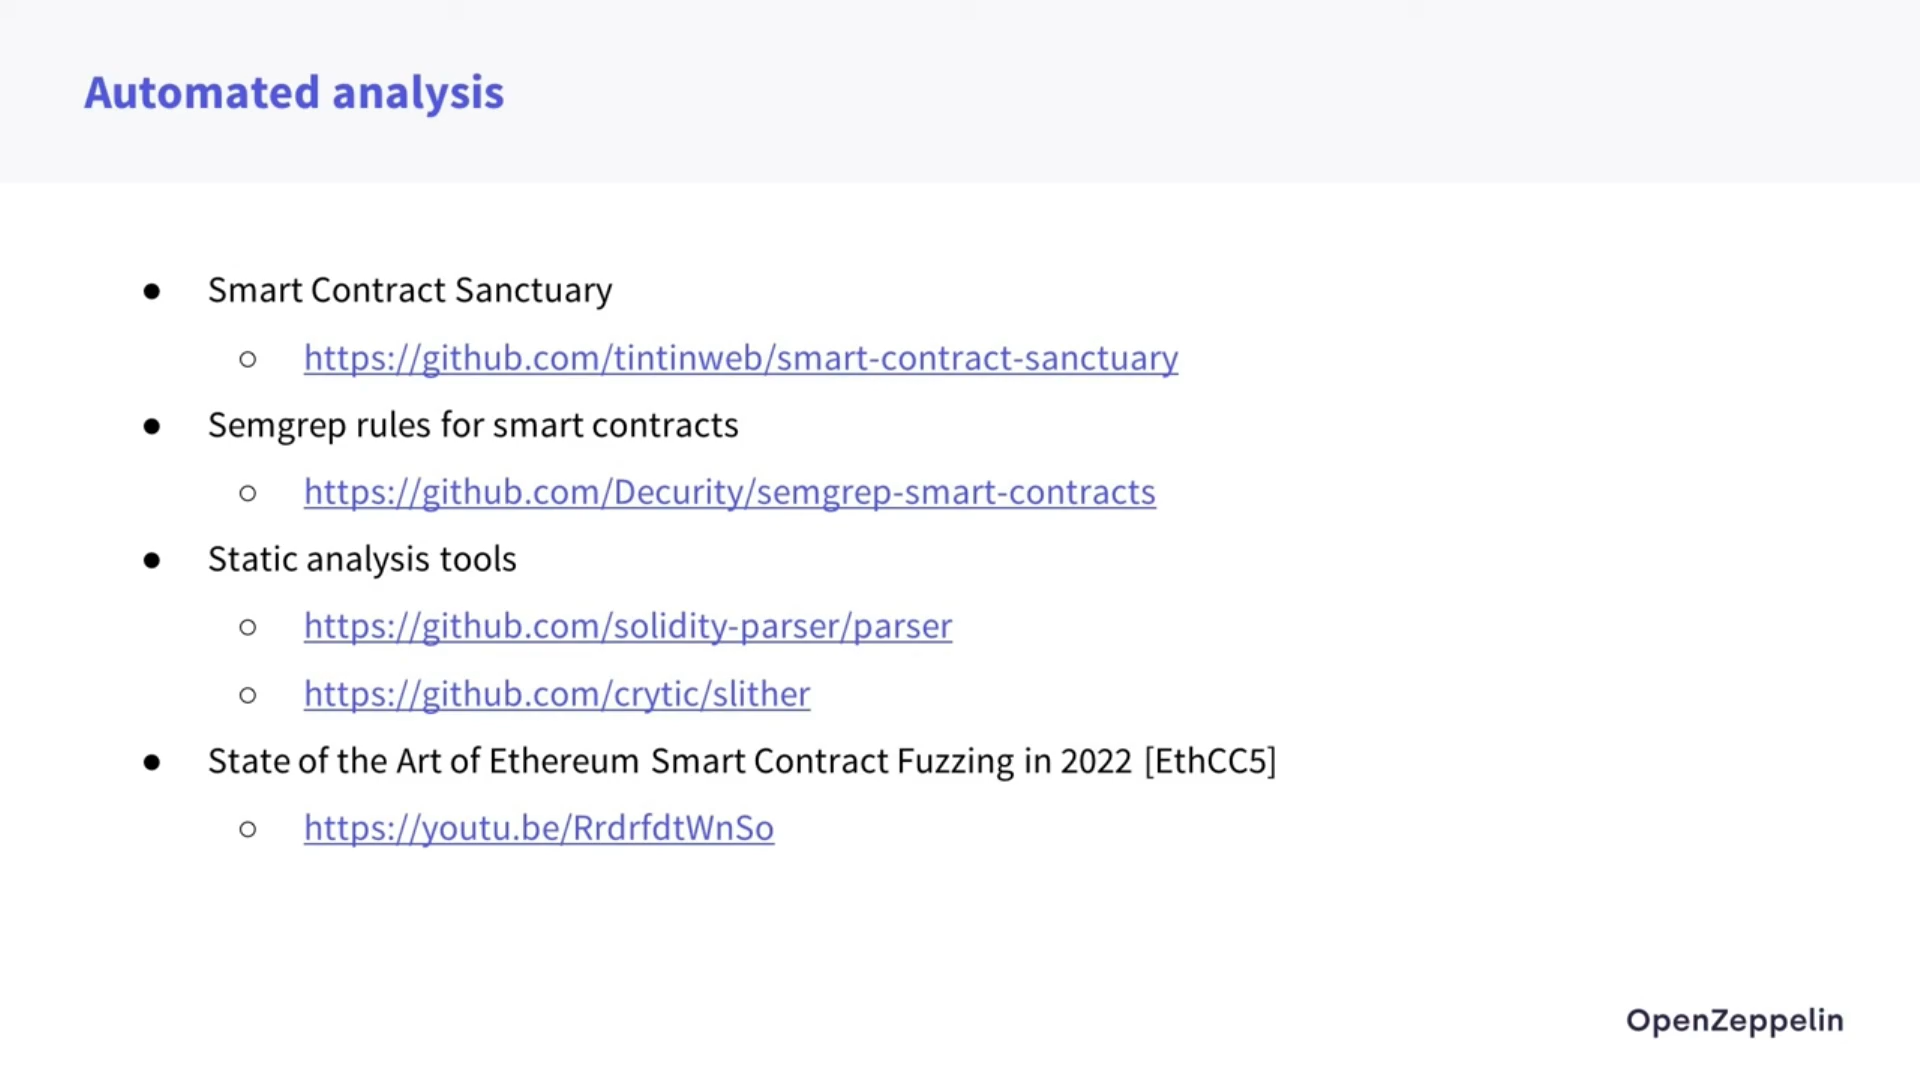 Automated analysis
● Smart Contract Sanctuary
○ https://github.com/tintinweb/smart-contract-sanctuary
● Semgrep rules for smart contracts
○ https://github.com/Decurity/semgrep-smart-contracts
● Static analysis tools
○ https://github.com/solidity-parser/parser
○ https://github.com/crytic/slither
● State of the Art of Ethereum Smart Contract Fuzzing in 2022 [EthCC5]
○ https://youtu.be/RrdrfdtWnSo
OpenZeppelin